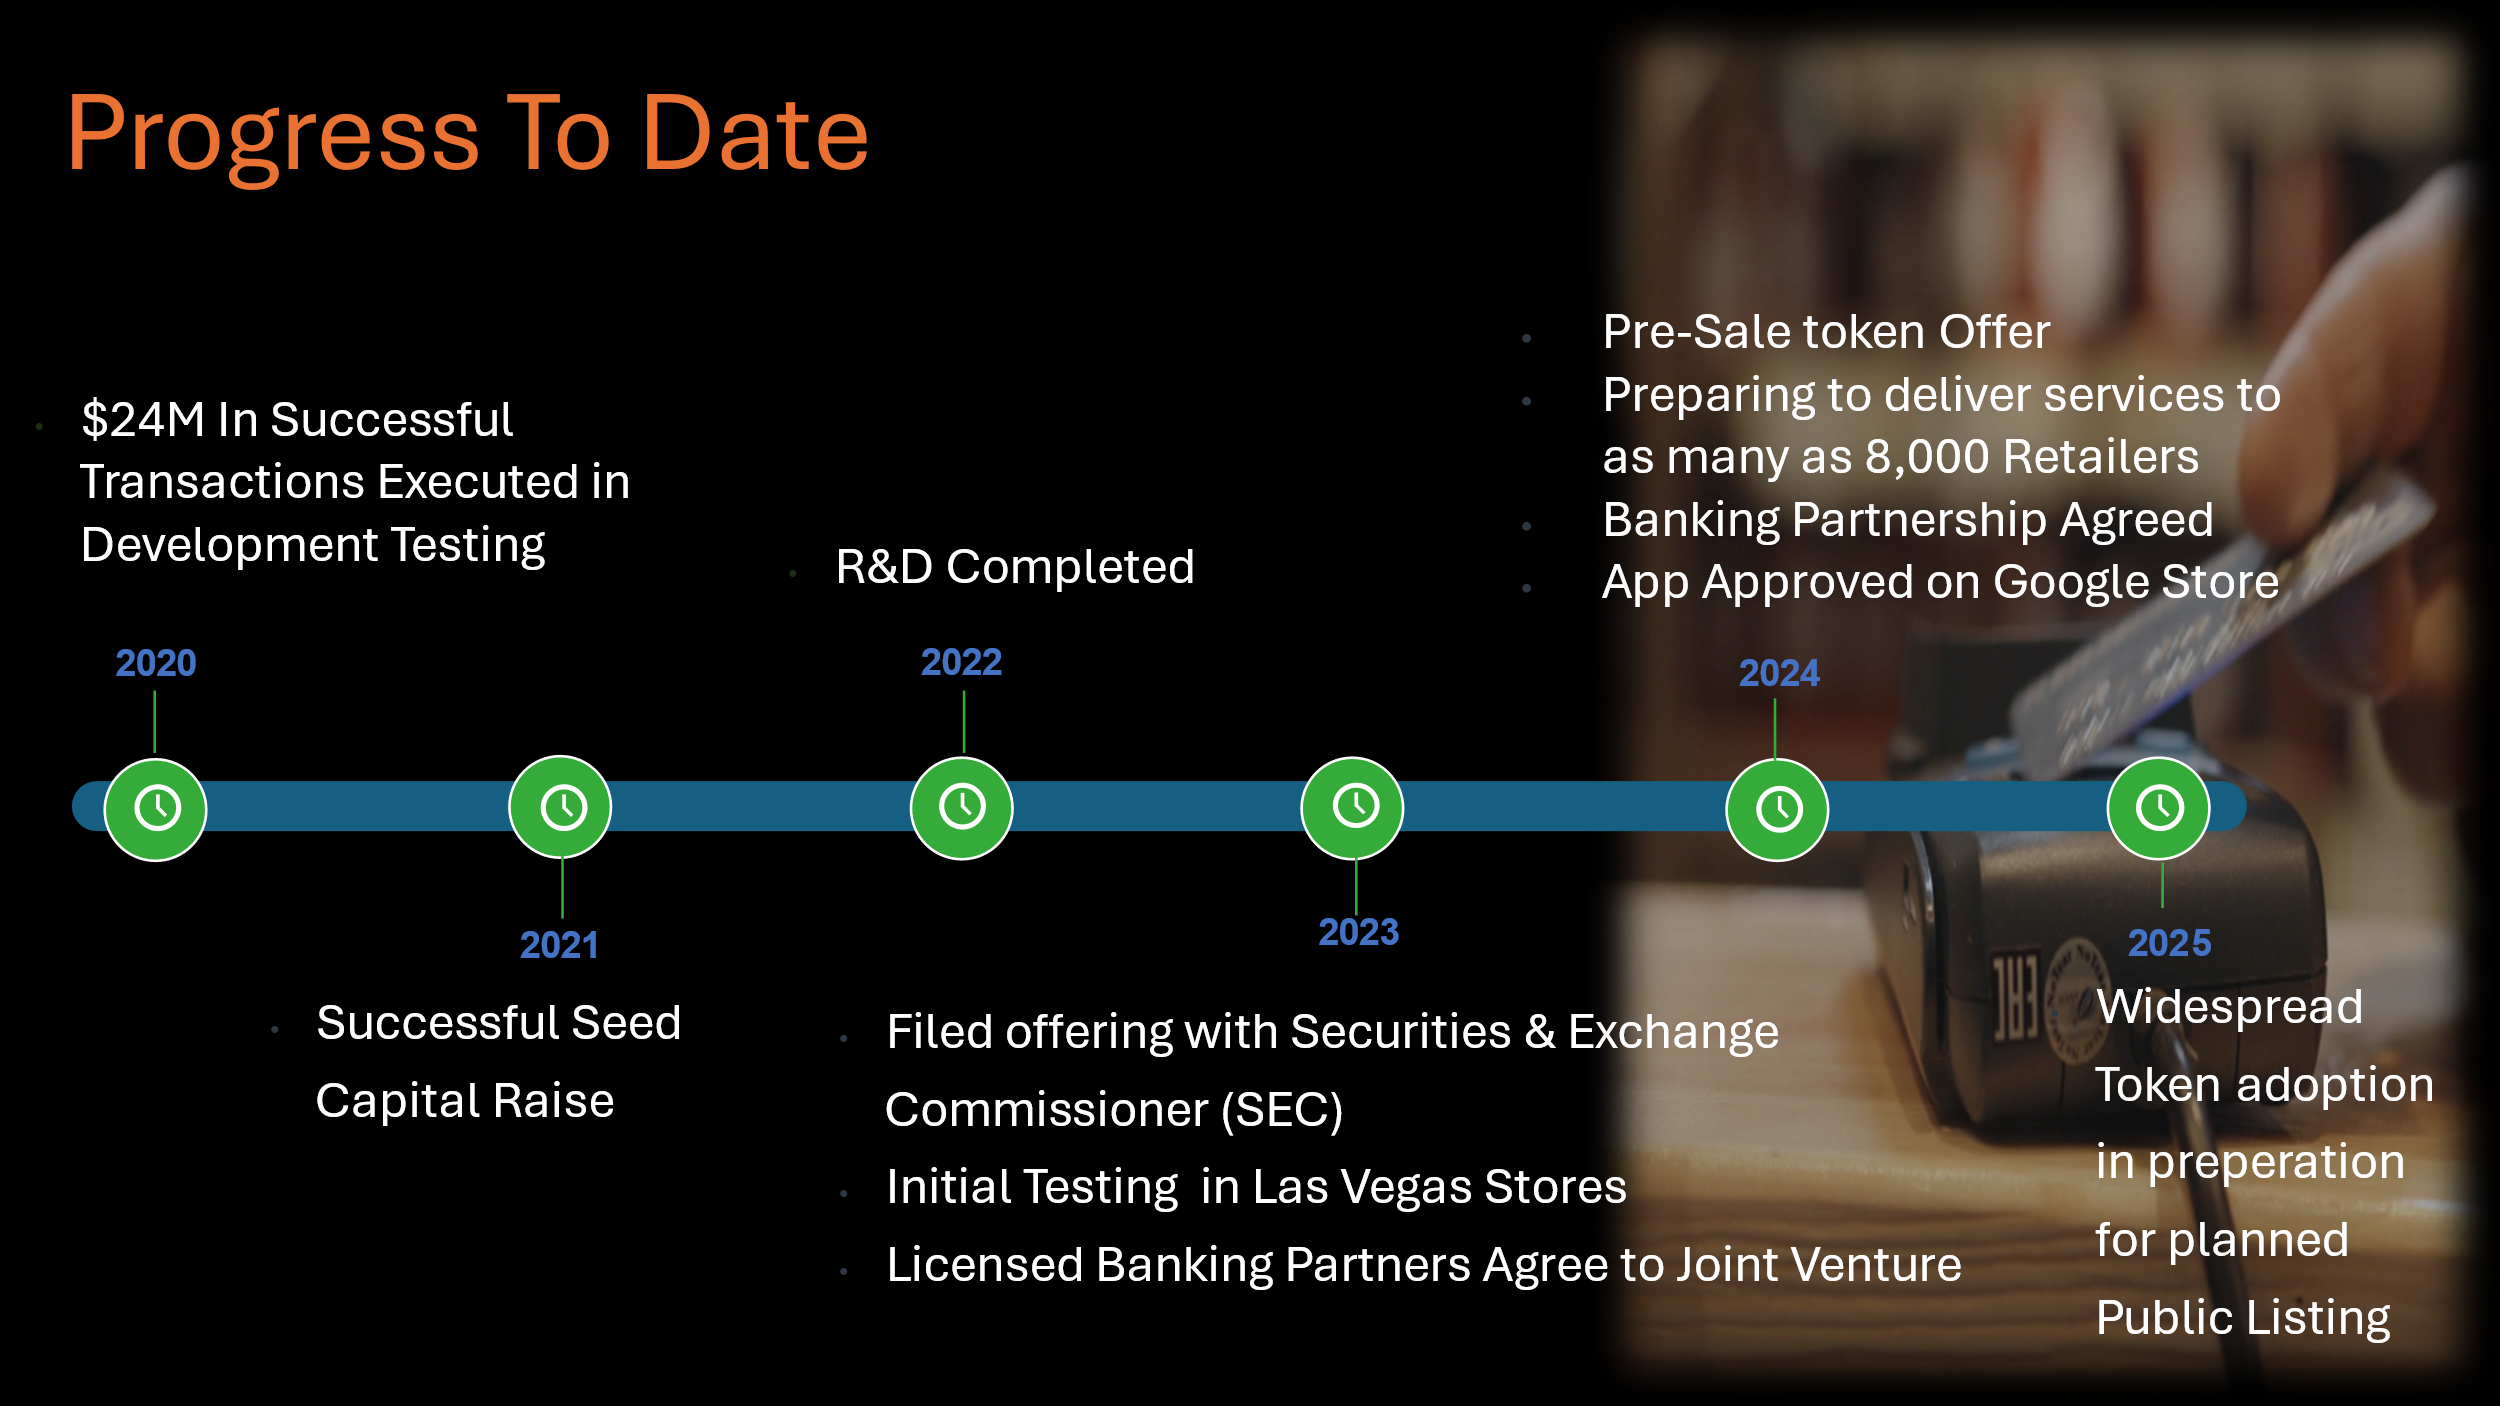 Progress To Date
$24M In Successful
Transactions Executed in
Development Testing
2020
2021
Successful Seed
Capital Raise
R&D Completed
2022
2023
Filed offering with Securities & Exchange
Commissioner (SEC)
Initial Testing  in Las Vegas Stores
Licensed Banking Partners Agree to Joint Venture
Pre-Sale token Offer
Preparing to deliver services to
as many as 8,000 Retailers
Banking Partnership Agreed
App Approved on Google Store
2024
2025
Widespread
Token adoption
in preperation
for planned
Public Listing